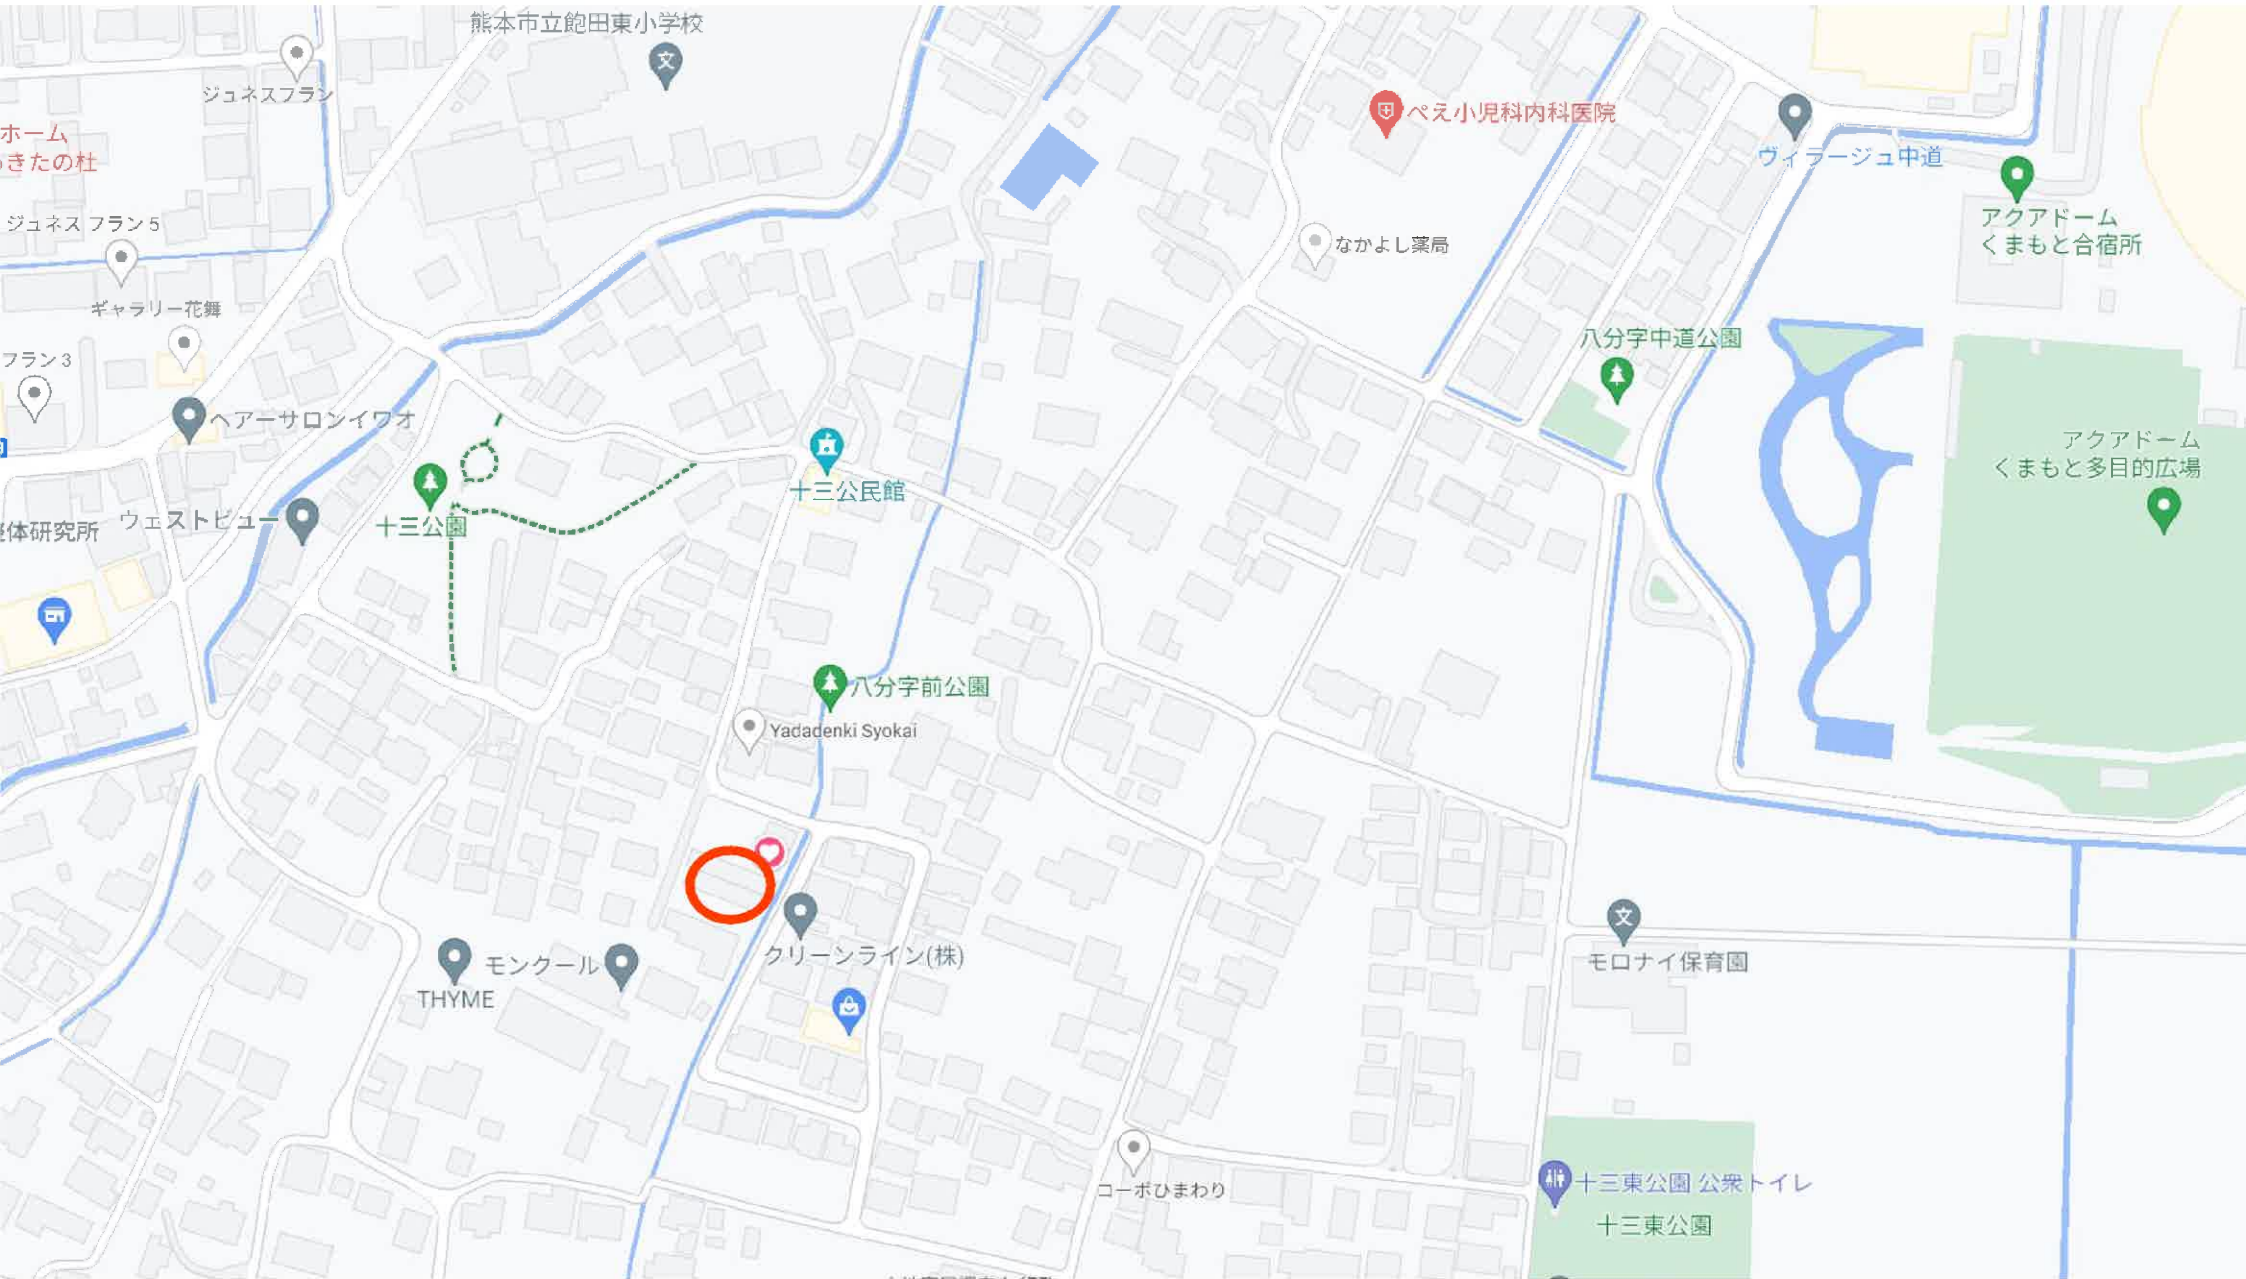 熊本市立飽田東小学校
文
ジュネスフラン
ぺえ小児科内科医院
ホーム
きたの杜
ヴィラージュ中道
ジュネス フラン 5
アクアドーム
くまもと合宿所
なかよし薬局
ギャラリー花舞
八分字中道公園
フラン 3
ヘアーサロンイワオ
アクアドーム
くまもと多目的広場
十三公民館
ウェストビュー
十三公園
体研究所
八分字前公園
Yadadenki Syokai
文
クリーンライン(株)
モンクール
モロナイ保育園
THYME
コーポひまわり
十三東公園 公衆トイレ
十三東公園